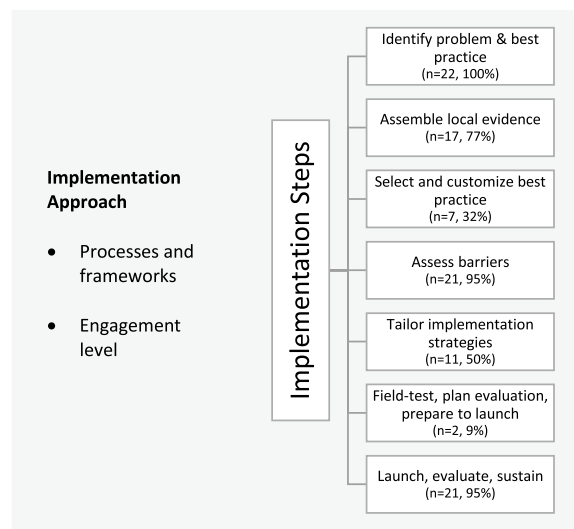 Implementation
Approach
• Processes and
frameworks
• Engagement
level
Implementation Steps
Identify problem & best
practice
(n=22, 100%)
Assemble local evidence
(n=17, 77%)
Select and customize best
practice
(n=7, 32%)
Assess barriers
(n=21, 95%)
Tailor implementation
strategies
(n=11, 50%)
Field-test, plan evaluation,
prepare to launch
(n=2, 9%)
Launch, evaluate, sustain
(n=21, 95%)